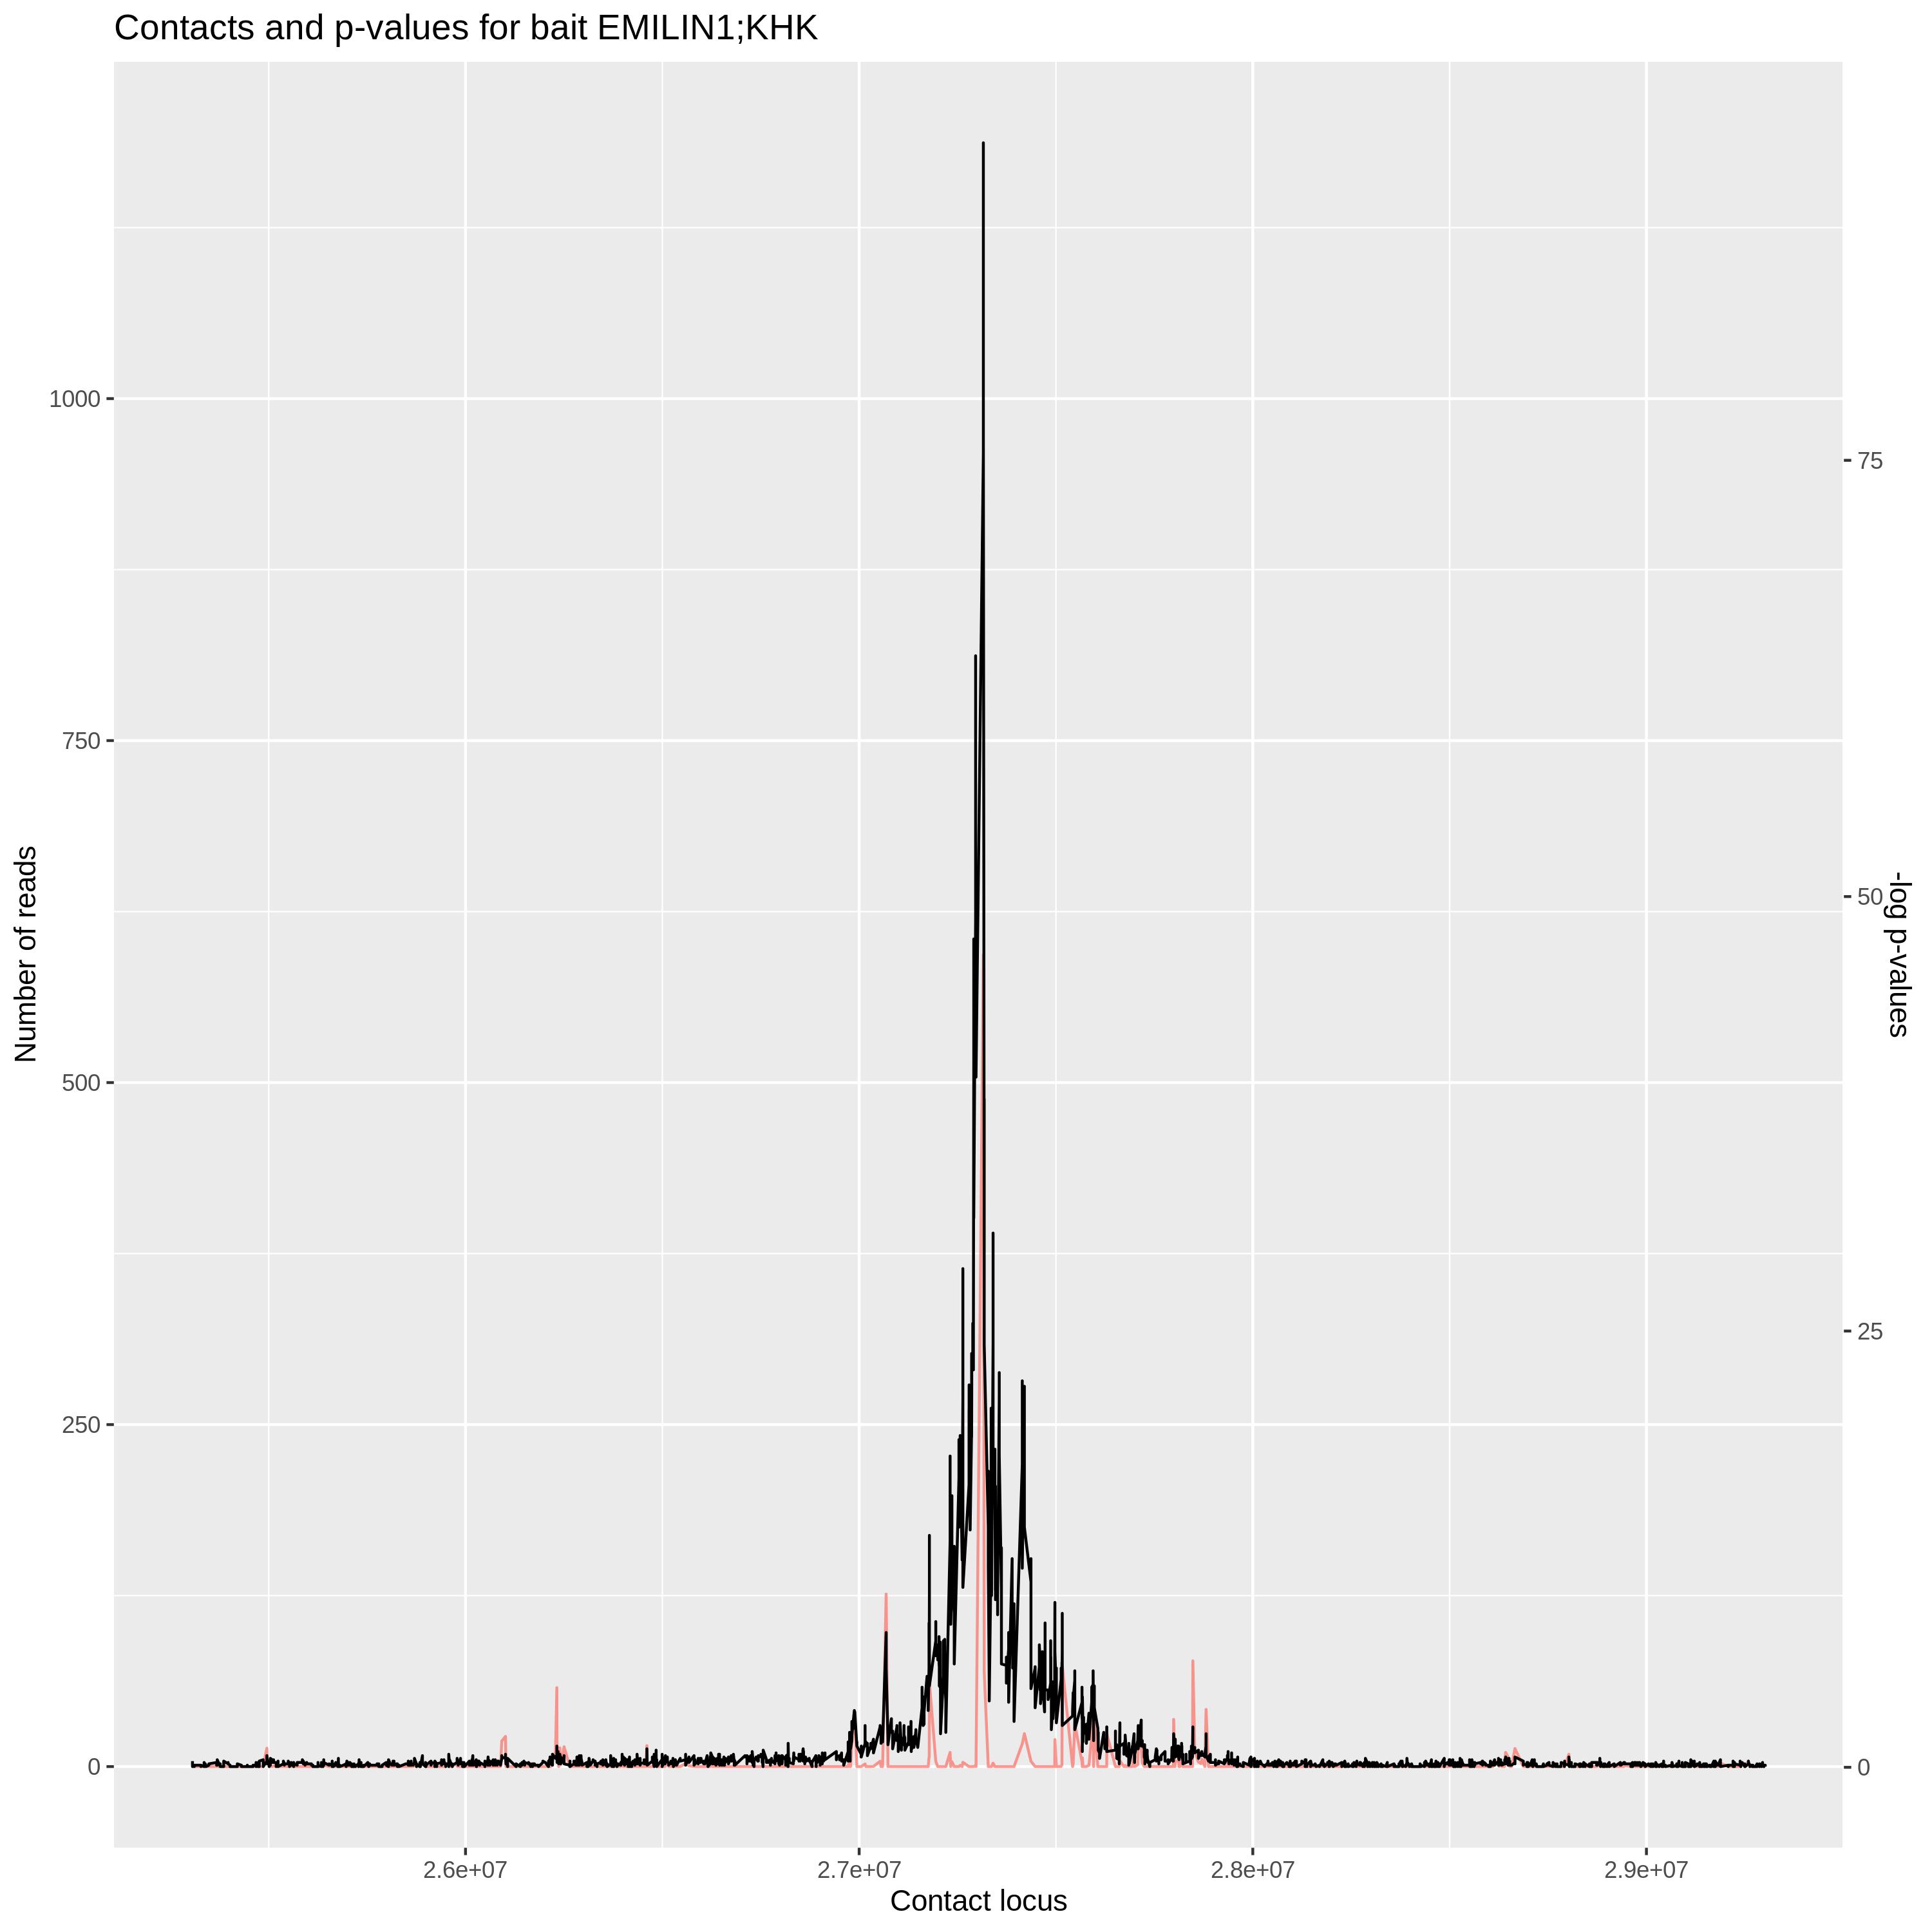 Contacts and p-values for bait EMILIN1;KHK
1000
750
500
250
0
Number of reads
75
50
25
0
-log p-values
2.6e+07
2.7e+07
2.8e+07
2.9e+07
Contact locus